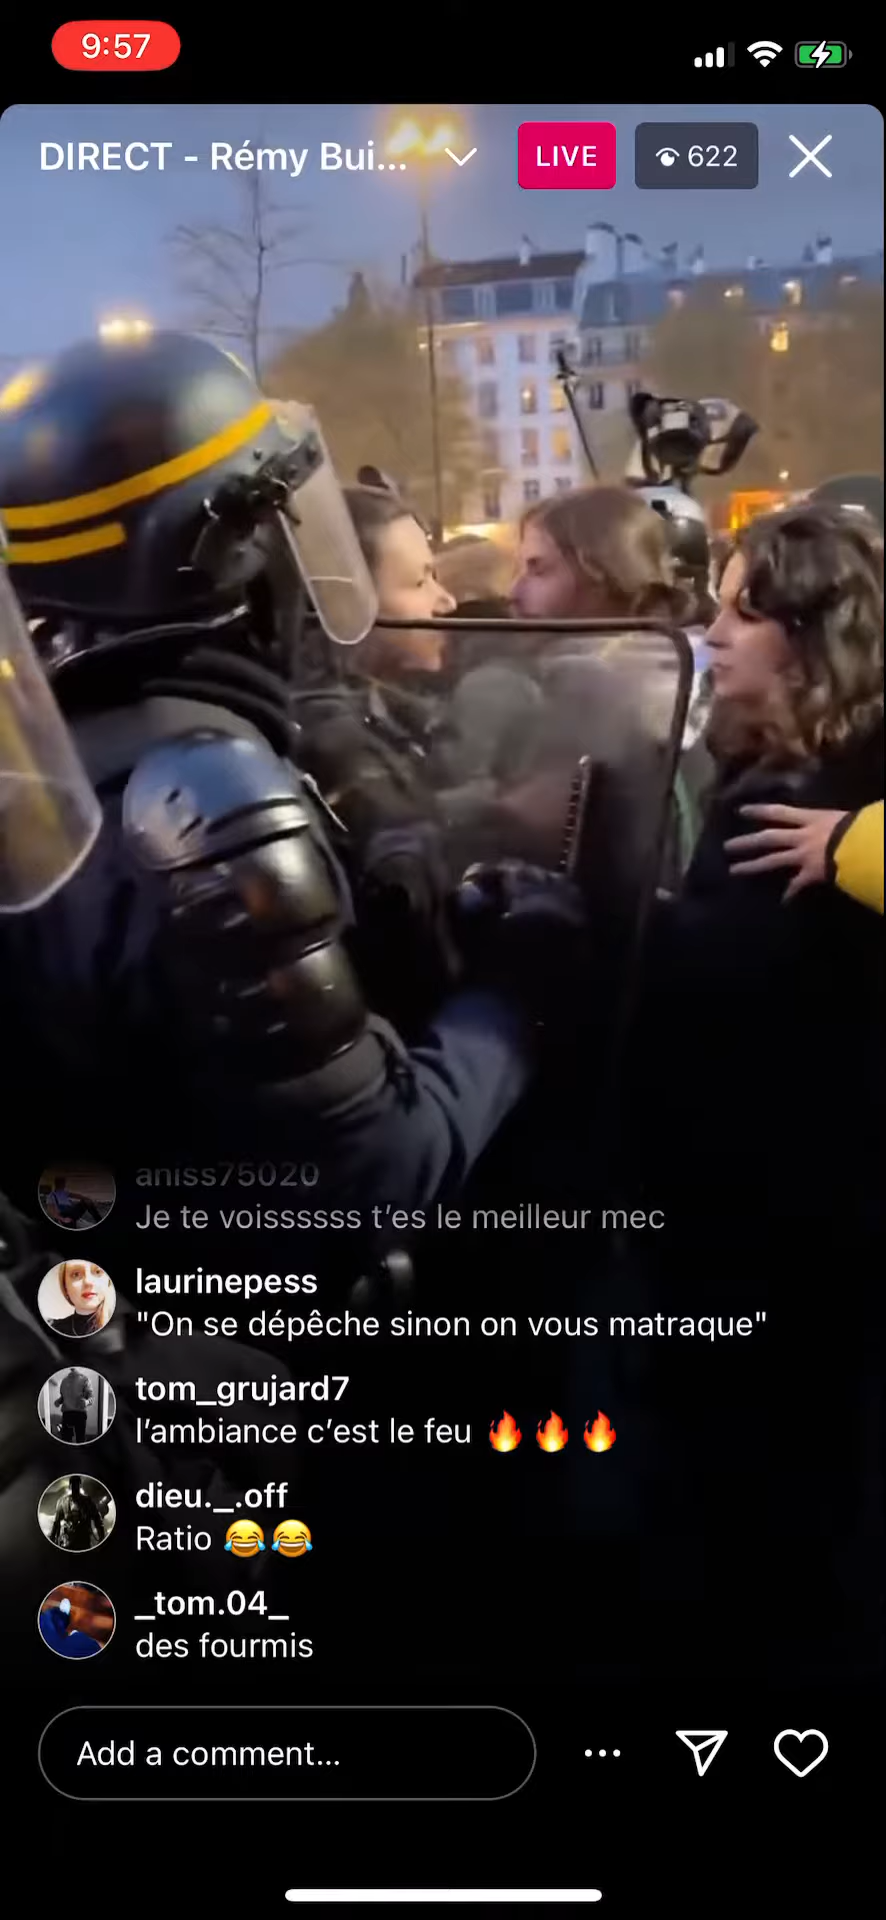 9:57
DIRECT - Rémy Bui...
LIVE
622
aniss75020
Je te voissssss t’es le meilleur mec
laurinepess
"On se dépêche sinon on vous matraque"
tom_grujard7
l’ambiance c’est le feu 🔥🔥🔥
dieu._.off
Ratio 😂😂
_tom.04_
des fourmis
Add a comment...